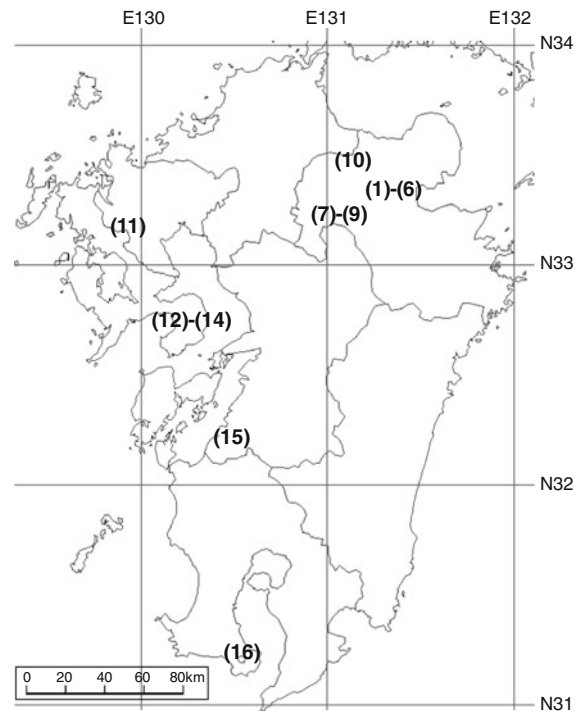 E130 E131 E132
N34
(10)
(1)-(6)
(7)-(9)
(11)
N33
(12)-(14)
(15)
N32
(16)
0 20 40 60 80km
N31